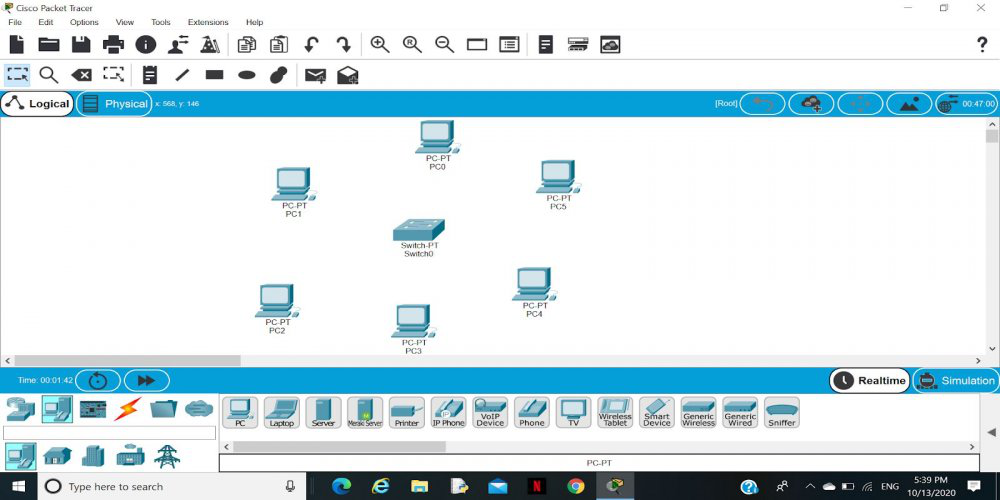 Cisco Packet Tracer
File Edit Options View Tools Extensions Help
Logical Physical x: 568, y: 146 [Root] 00:47:00
PC-PT
PC0
PC-PT
PC1
PC-PT
PC5
Switch-PT
Switch0
PC-PT
PC4
PC-PT
PC2
PC-PT
PC3
Time: 00:01:42 Realtime Simulation
PC Laptop Server Meraki Server Printer IP Phone VoIP Device Phone TV Wireless Tablet Smart Device Generic Wireless Generic Wired Sniffer
PC-PT
Type here to search
ENG
5:39 PM
10/13/2020